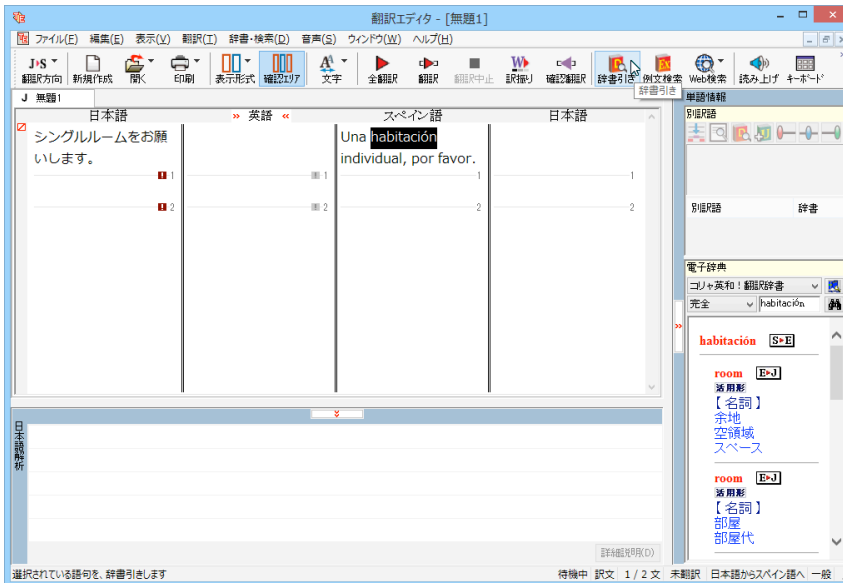 翻訳エディタ - [無題1]
ファイル(F) 編集(E) 表示(V) 翻訳(T) 辞書・検索(D) 音声(S) ウィンドウ(W) ヘルプ(H)
J▶S
翻訳方向 新規作成 開く 印刷 表示形式 確認エリア 文字 全翻訳 翻訳 翻訳中止 訳振り 確認翻訳 辞書引き 例文検索 Web検索 読み上げ キーボード
辞書引き
J 無題1
単語情報
日本語 » 英語 « スペイン語 日本語
別訳語
シングルルームをお願
いします。
Una habitación
individual, por favor.
1 1 1 1
2 2 2 2
別訳語 辞書
電子辞典
コリャ英和！翻訳辞書
完全 habitación
habitación S▶E
room E▶J
活用形
【名詞】
余地
空領域
スペース
room E▶J
活用形
【名詞】
部屋
部屋代
日本語解析
詳細説明(D)
選択されている語句を、辞書引きします 待機中 訳文 1 / 2 文 未翻訳 日本語からスペイン語へ 一般